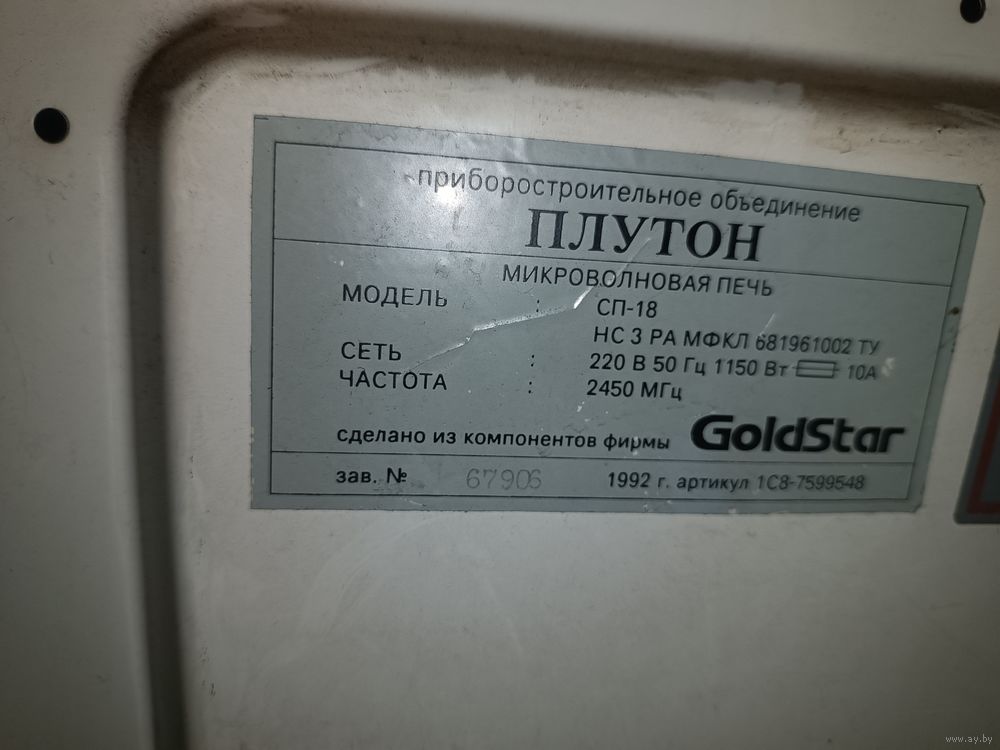 приборостроительное объединение
ПЛУТОН
МИКРОВОЛНОВАЯ ПЕЧЬ
МОДЕЛЬ : СП-18
НС 3 РА МФКЛ 681961002 ТУ
СЕТЬ : 220 В 50 Гц 1150 Вт 10А
ЧАСТОТА : 2450 МГц
сделано из компонентов фирмы GoldStar
зав. № 67906 1992 г. артикул 1С8-7599548
www.ay.by